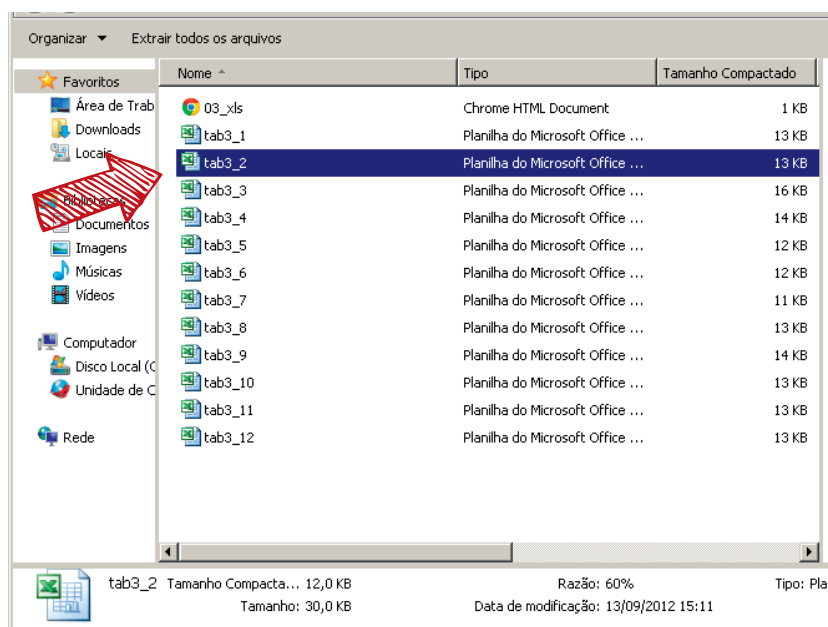 Organizar Extrair todos os arquivos
Favoritos
Área de Trab
Downloads
Locais
Bibliotecas
Documentos
Imagens
Músicas
Vídeos
Computador
Disco Local (C
Unidade de C
Rede
Nome Tipo Tamanho Compactado
03_xls Chrome HTML Document 1 KB
tab3_1 Planilha do Microsoft Office ... 13 KB
tab3_2 Planilha do Microsoft Office ... 13 KB
tab3_3 Planilha do Microsoft Office ... 16 KB
tab3_4 Planilha do Microsoft Office ... 14 KB
tab3_5 Planilha do Microsoft Office ... 12 KB
tab3_6 Planilha do Microsoft Office ... 12 KB
tab3_7 Planilha do Microsoft Office ... 11 KB
tab3_8 Planilha do Microsoft Office ... 13 KB
tab3_9 Planilha do Microsoft Office ... 14 KB
tab3_10 Planilha do Microsoft Office ... 13 KB
tab3_11 Planilha do Microsoft Office ... 13 KB
tab3_12 Planilha do Microsoft Office ... 13 KB
tab3_2 Tamanho Compacta... 12,0 KB Razão: 60% Tipo: Pla
Tamanho: 30,0 KB Data de modificação: 13/09/2012 15:11